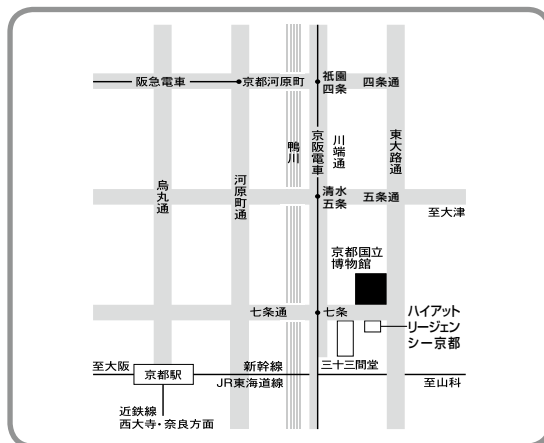 阪急電車
京都河原町
祇園
四条
四条通
鴨川
京阪電車
川端通
東大路通
烏丸通
河原町通
清水
五条
五条通
至大津
京都国立
博物館
七条通
七条
ハイアット
リージェン
シー京都
三十三間堂
至大阪
京都駅
新幹線
JR東海道線
至山科
近鉄線
西大寺・奈良方面